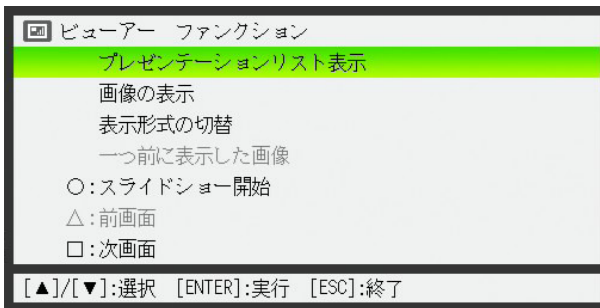 ビューアー ファンクション
プレゼンテーションリスト表示
画像の表示
表示形式の切替
一つ前に表示した画像
○:スライドショー開始
△:前画面
□:次画面
[▲]/[▼]:選択 [ENTER]:実行 [ESC]:終了